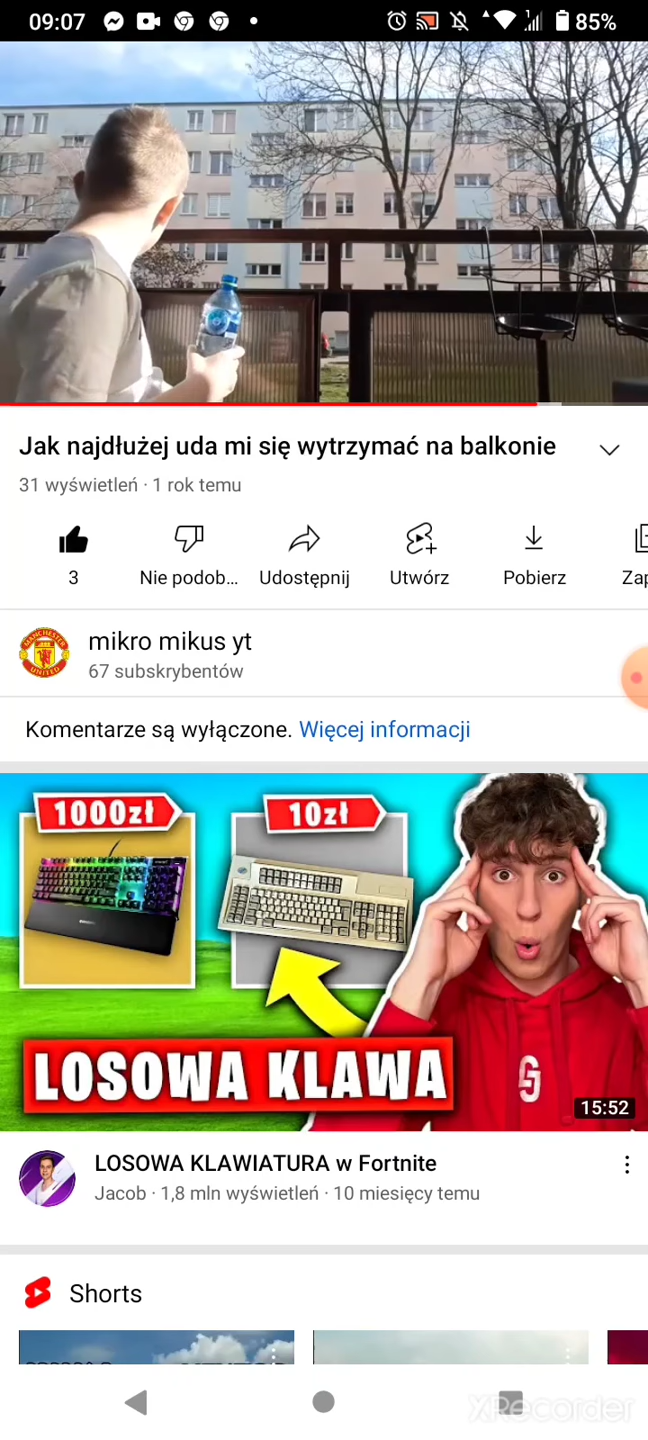 09:07
85%
Jak najdłużej uda mi się wytrzymać na balkonie
31 wyświetleń · 1 rok temu
3
Nie podob...
Udostępnij
Utwórz
Pobierz
Zap
MANCHESTER
UNITED
mikro mikus yt
67 subskrybentów
Komentarze są wyłączone. Więcej informacji
1000zł
10zł
LOSOWA KLAWA
15:52
LOSOWA KLAWIATURA w Fortnite
Jacob · 1,8 mln wyświetleń · 10 miesięcy temu
Shorts
XRecorder